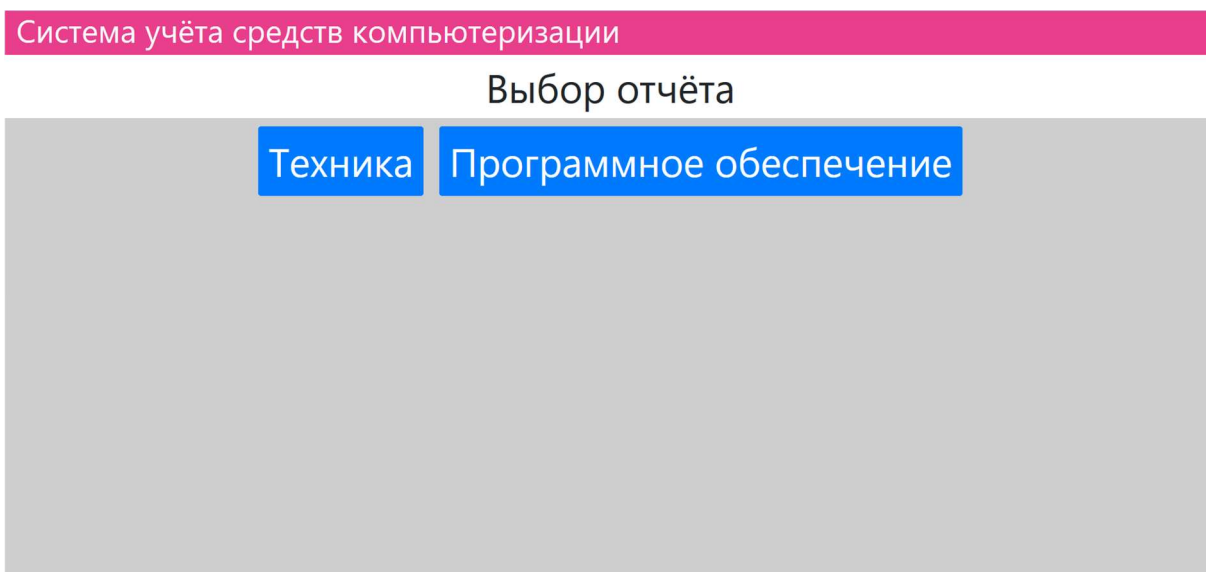 Система учёта средств компьютеризации
Выбор отчёта
Техника Программное обеспечение